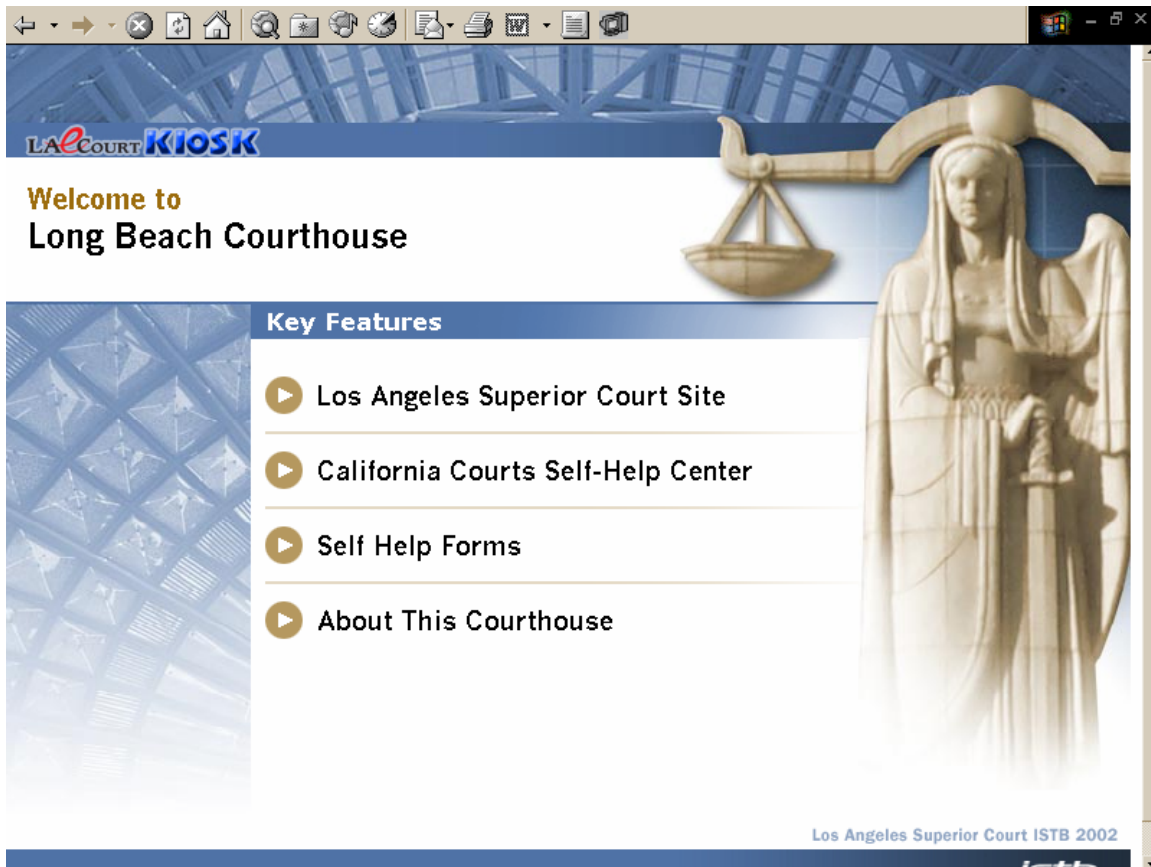 LAeCOURT KIOSK
Welcome to
Long Beach Courthouse
Key Features
Los Angeles Superior Court Site
California Courts Self-Help Center
Self Help Forms
About This Courthouse
Los Angeles Superior Court ISTB 2002